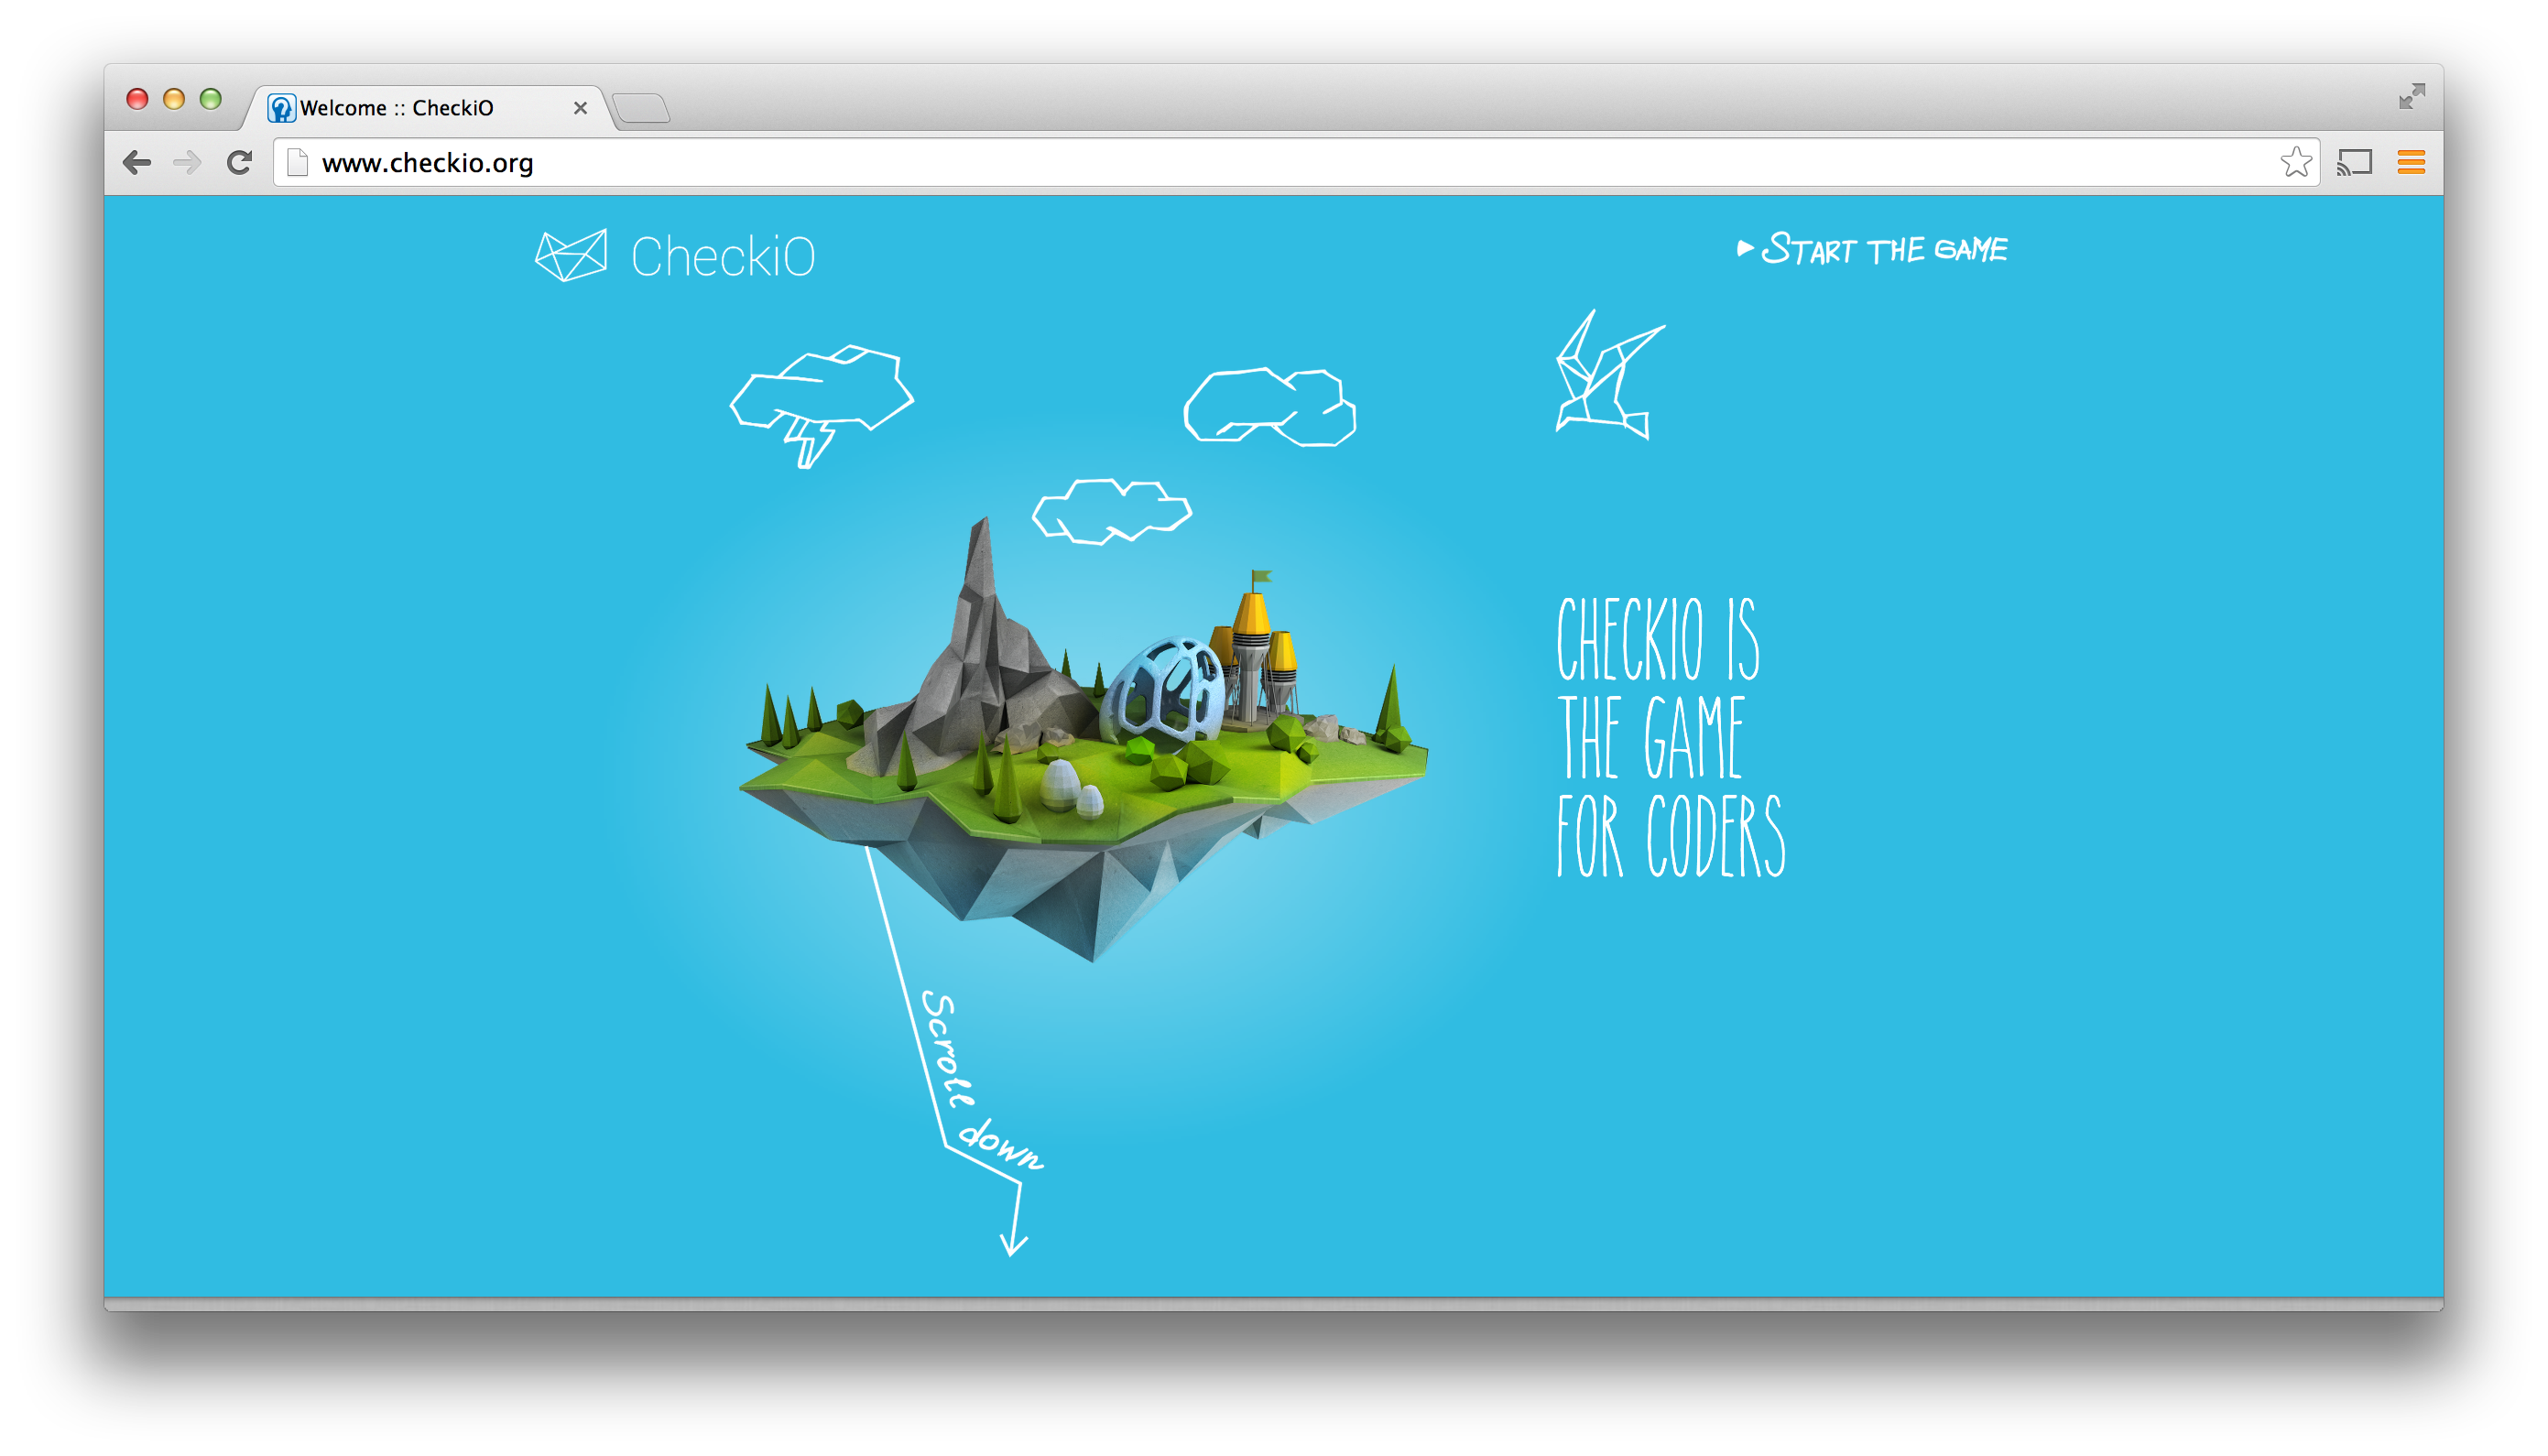 Welcome :: CheckiO
www.checkio.org
CheckiO
START THE GAME
CHECKIO IS
THE GAME
FOR CODERS
Scroll down